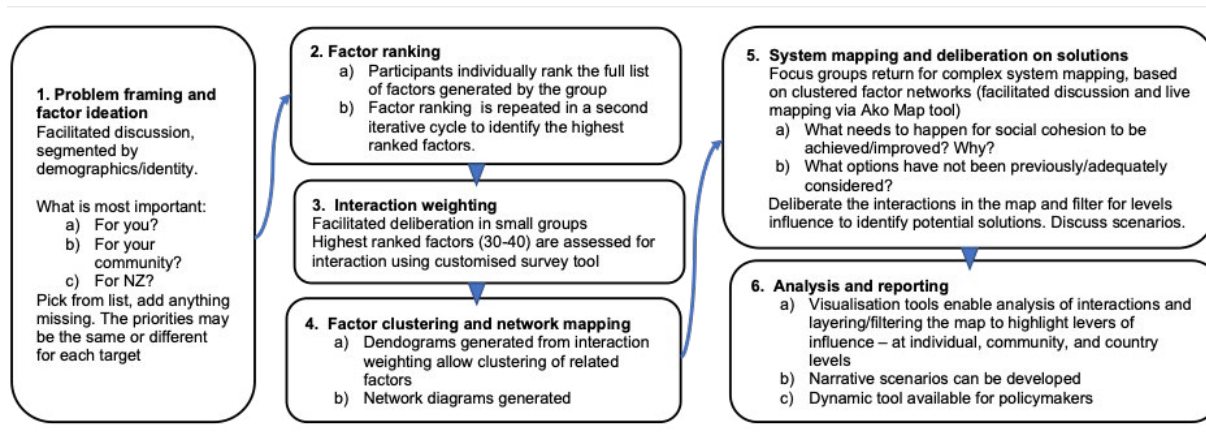 1. Problem framing and
factor ideation
Facilitated discussion,
segmented by
demographics/identity.
What is most important:
a) For you?
b) For your
community?
c) For NZ?
Pick from list, add anything
missing. The priorities may
be the same or different
for each target
2. Factor ranking
a) Participants individually rank the full list
of factors generated by the group
b) Factor ranking is repeated in a second
iterative cycle to identify the highest
ranked factors.
3. Interaction weighting
Facilitated deliberation in small groups
Highest ranked factors (30-40) are assessed for
interaction using customised survey tool
4. Factor clustering and network mapping
a) Dendograms generated from interaction
weighting allow clustering of related
factors
b) Network diagrams generated
5. System mapping and deliberation on solutions
Focus groups return for complex system mapping, based
on clustered factor networks (facilitated discussion and live
mapping via Ako Map tool)
a) What needs to happen for social cohesion to be
achieved/improved? Why?
b) What options have not been previously/adequately
considered?
Deliberate the interactions in the map and filter for levels
influence to identify potential solutions. Discuss scenarios.
6. Analysis and reporting
a) Visualisation tools enable analysis of interactions and
layering/filtering the map to highlight levers of
influence – at individual, community, and country
levels
b) Narrative scenarios can be developed
c) Dynamic tool available for policymakers